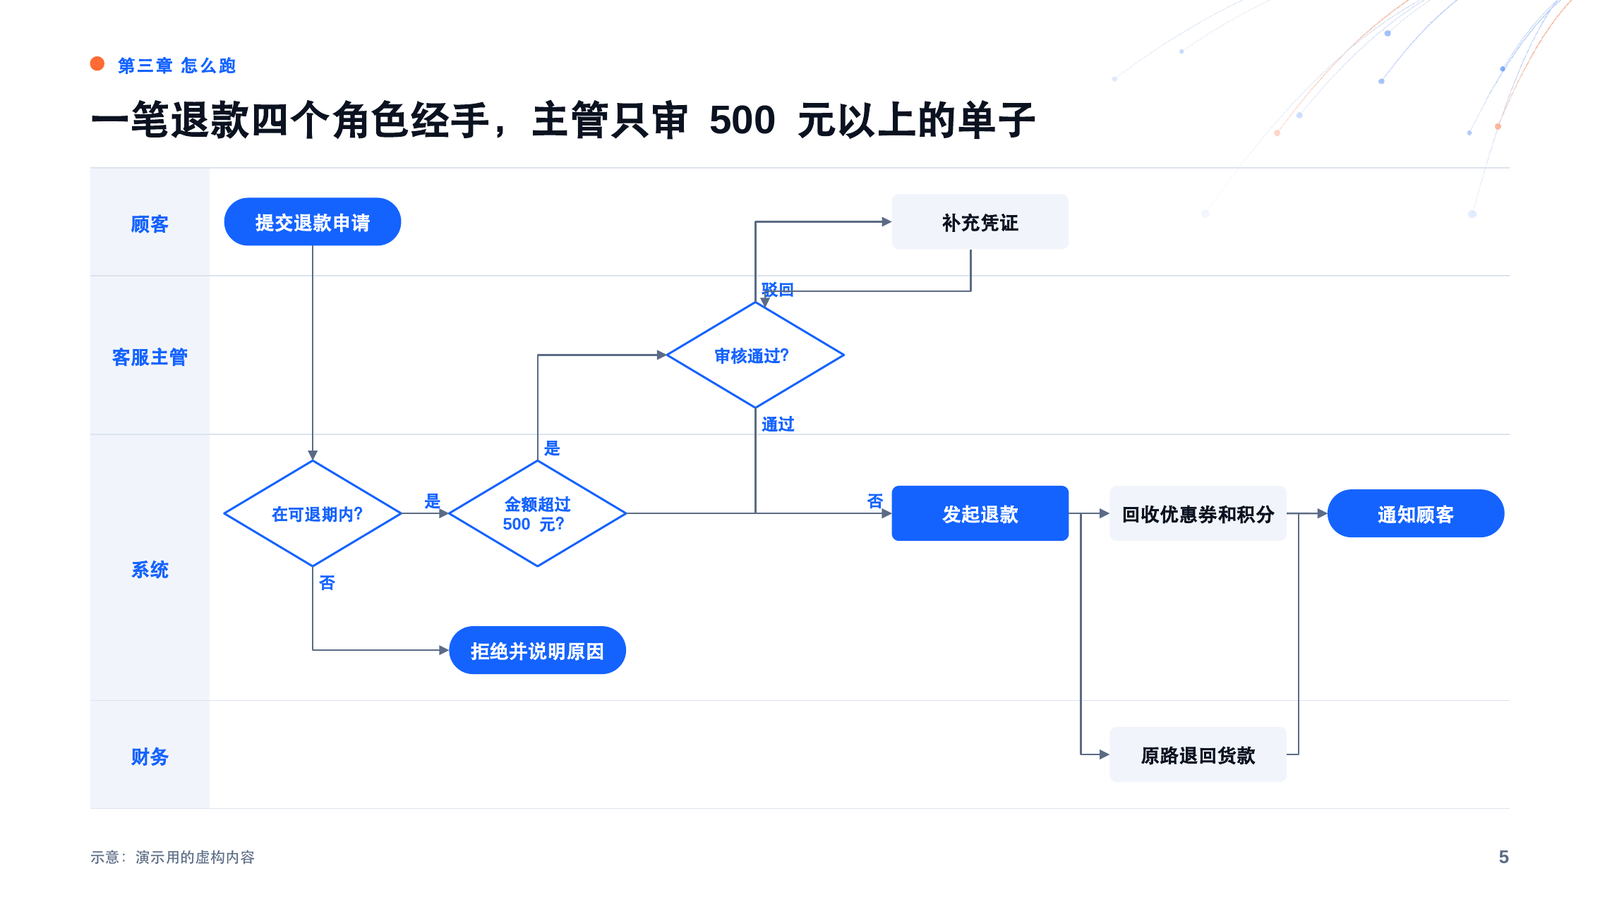 第三章 怎么跑
一笔退款四个角色经手，主管只审 500 元以上的单子
顾客
提交退款申请
补充凭证
驳回
客服主管
审核通过？
通过
是
系统
在可退期内？
是
金额超过
500 元？
否
发起退款
回收优惠券和积分
通知顾客
否
拒绝并说明原因
财务
原路退回货款
示意：演示用的虚构内容
5